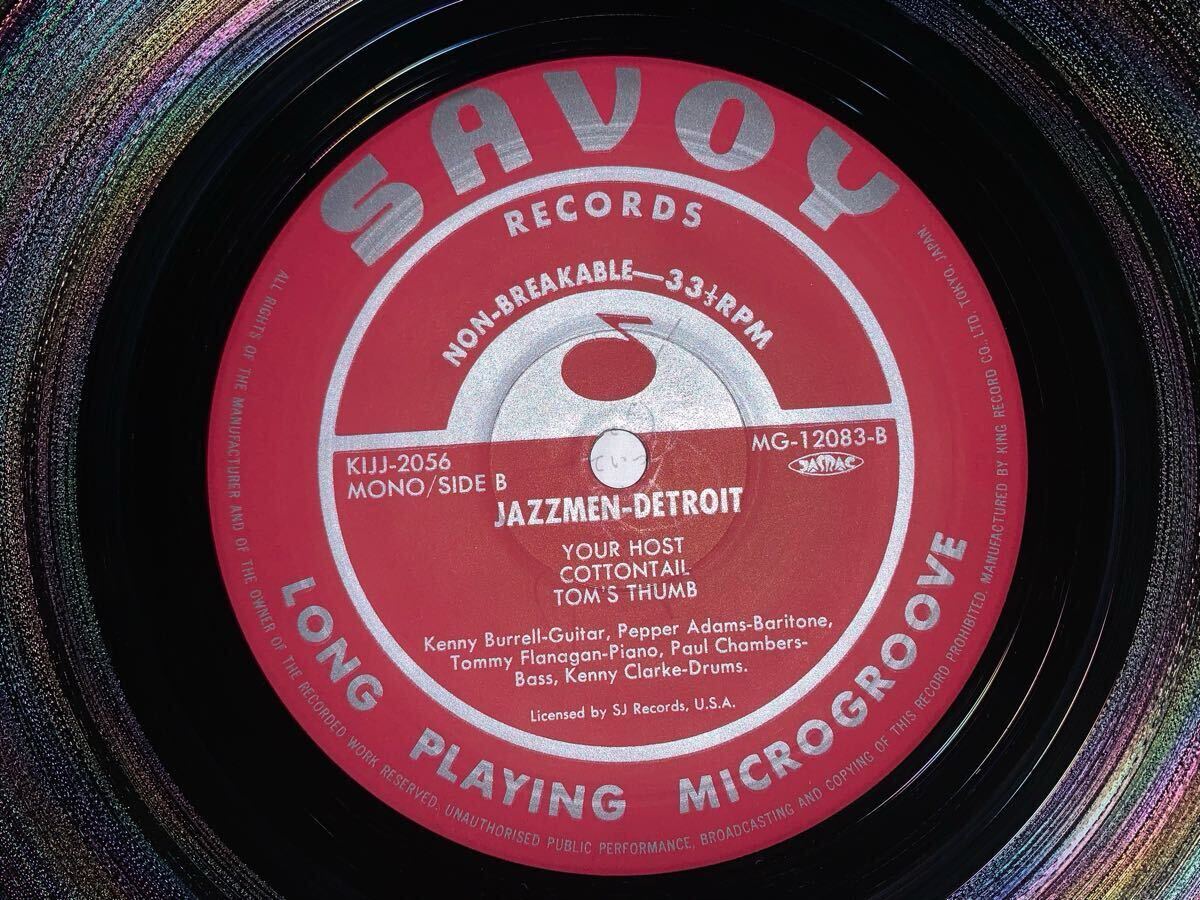 SAVOY
RECORDS
NON-BREAKABLE—33⅓RPM
KIJJ-2056
MONO/SIDE B
MG-12083-B
JASRAC
JAZZMEN-DETROIT
YOUR HOST
COTTONTAIL
TOM'S THUMB
Kenny Burrell-Guitar, Pepper Adams-Baritone,
Tommy Flanagan-Piano, Paul Chambers-
Bass, Kenny Clarke-Drums.
Licensed by SJ Records, U.S.A.
LONG PLAYING MICROGROOVE
ALL RIGHTS OF THE MANUFACTURER AND OF THE OWNER OF THE RECORDED WORK RESERVED. UNAUTHORISED PUBLIC PERFORMANCE, BROADCASTING AND COPYING OF THIS RECORD PROHIBITED. MANUFACTURED BY KING RECORD CO., LTD. TOKYO, JAPAN